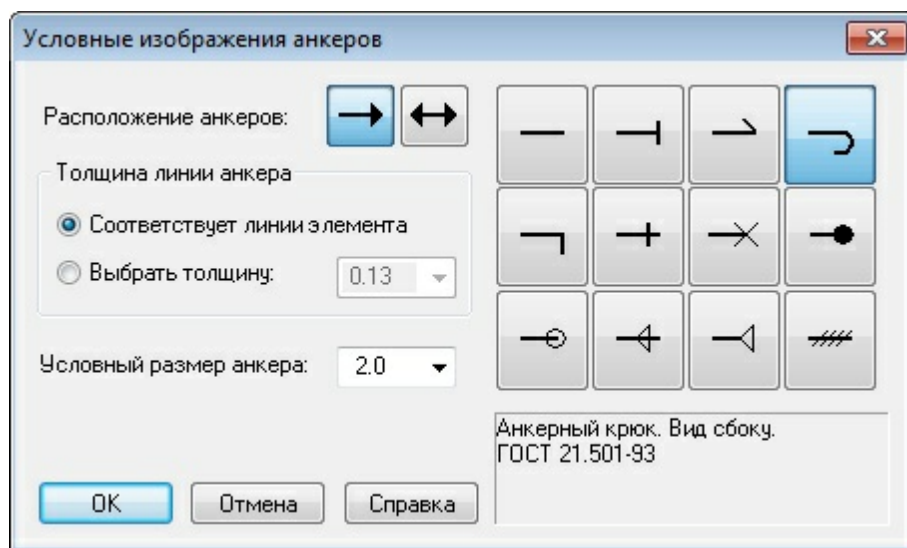 Условные изображения анкеров
Расположение анкеров:
Толщина линии анкера
Соответствует линии элемента
Выбрать толщину:
0.13
Условный размер анкера:
2.0
Анкерный крюк. Вид сбоку.
ГОСТ 21.501-93
ОК
Отмена
Справка